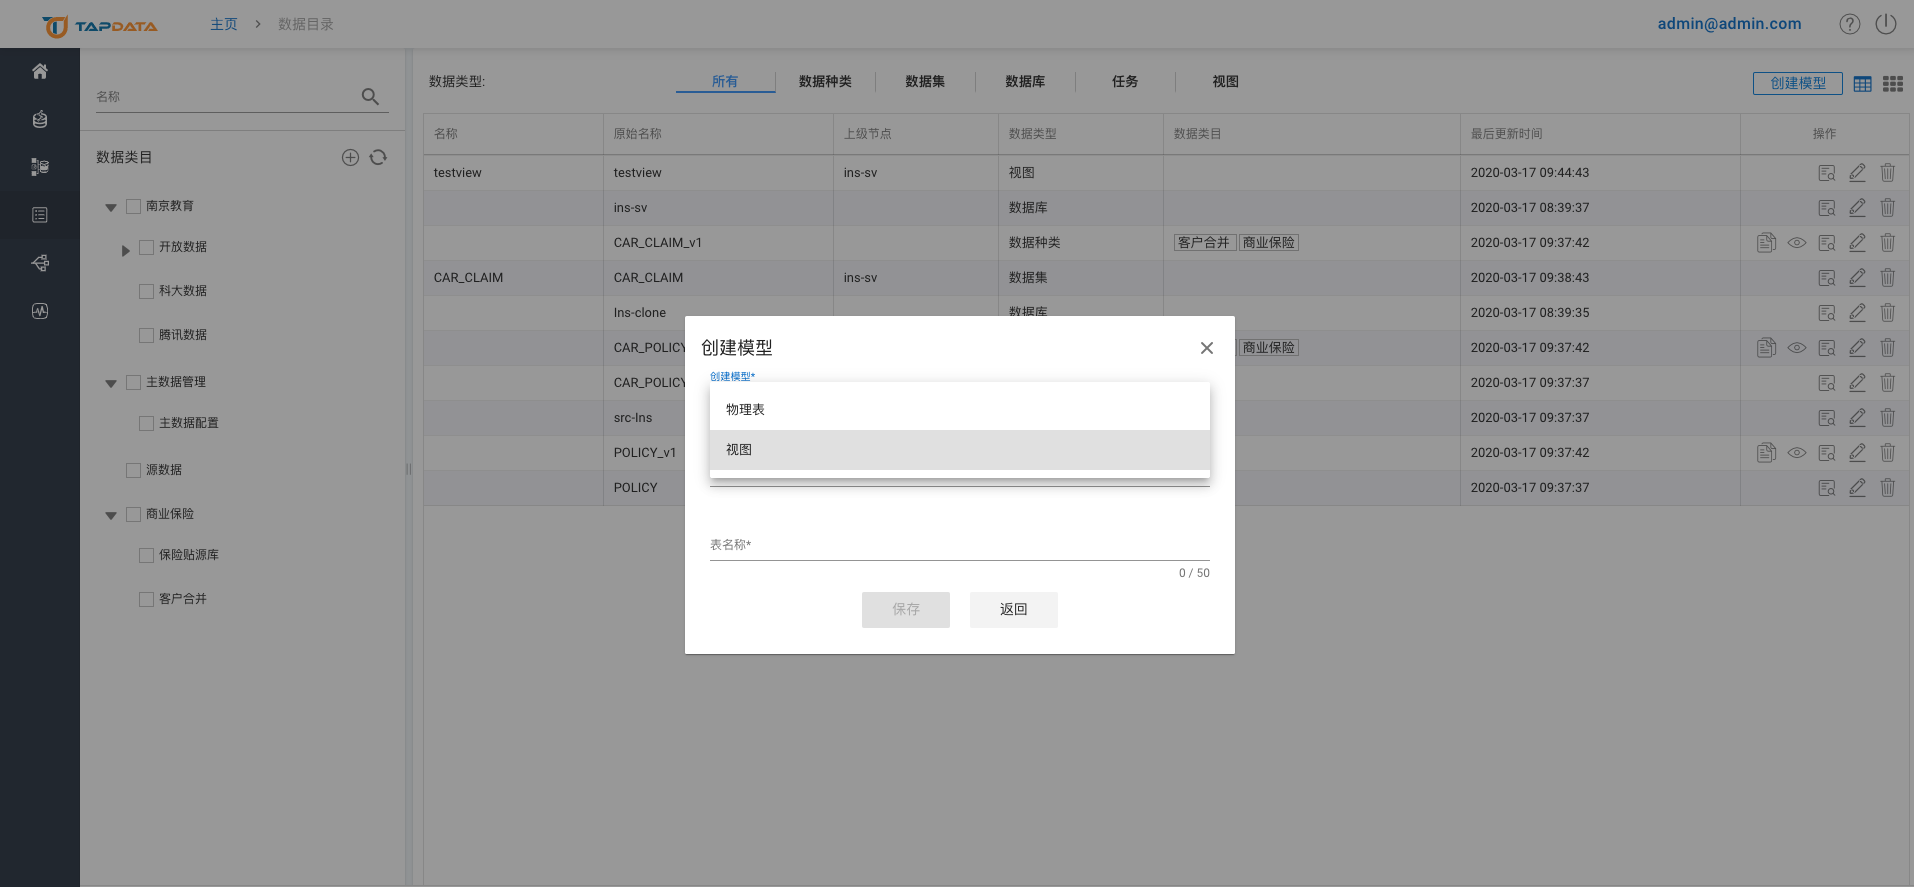 TAPDATA
主页 > 数据目录
admin@admin.com
名称
数据类目
南京教育
开放数据
科大数据
腾讯数据
主数据管理
主数据配置
源数据
商业保险
保险贴源库
客户合并
数据类型: 所有 数据种类 数据集 数据库 任务 视图
创建模型
名称 原始名称 上级节点 数据类型 数据类目 最后更新时间 操作
testview testview ins-sv 视图 2020-03-17 09:44:43
ins-sv 数据库 2020-03-17 08:39:37
CAR_CLAIM_v1 数据种类 客户合并 商业保险 2020-03-17 09:37:42
CAR_CLAIM CAR_CLAIM ins-sv 数据集 2020-03-17 09:38:43
Ins-clone 数据库 2020-03-17 08:39:35
CAR_POLICY 商业保险 2020-03-17 09:37:42
CAR_POLICY 2020-03-17 09:37:37
src-Ins 2020-03-17 09:37:37
POLICY_v1 2020-03-17 09:37:42
POLICY 2020-03-17 09:37:37
创建模型
创建模型*
物理表
视图
表名称*
0 / 50
保存 返回